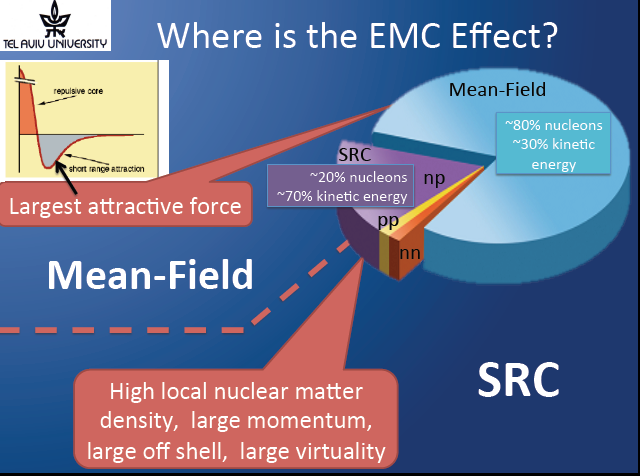 TEL AVIV UNIVERSITY
Where is the EMC Effect?
repulsive core
short range attraction
Largest attractive force
Mean-Field
~80% nucleons
~30% kinetic
energy
SRC
~20% nucleons
~70% kinetic energy
np
pp
nn
Mean-Field
SRC
High local nuclear matter
density, large momentum,
large off shell, large virtuality